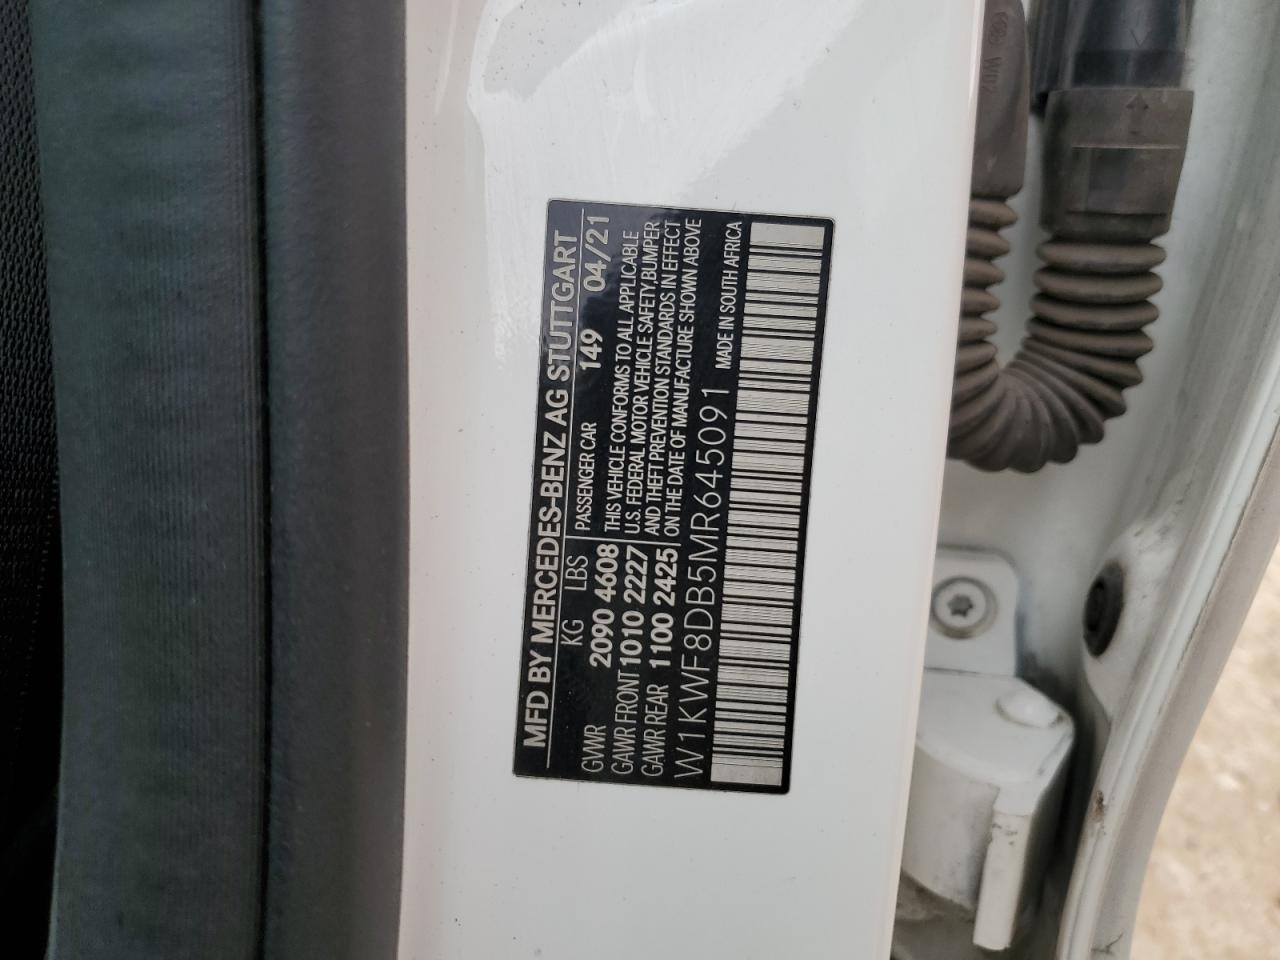 MFD BY MERCEDES-BENZ AG STUTTGART
KG LBS PASSENGER CAR 149 04/21
GVWR 2090 4608
GAWR FRONT 1010 2227
GAWR REAR 1100 2425
THIS VEHICLE CONFORMS TO ALL APPLICABLE
U.S. FEDERAL MOTOR VEHICLE SAFETY,BUMPER
AND THEFT PREVENTION STANDARDS IN EFFECT
ON THE DATE OF MANUFACTURE SHOWN ABOVE
W1KWF8DB5MR645091 MADE IN SOUTH AFRICA